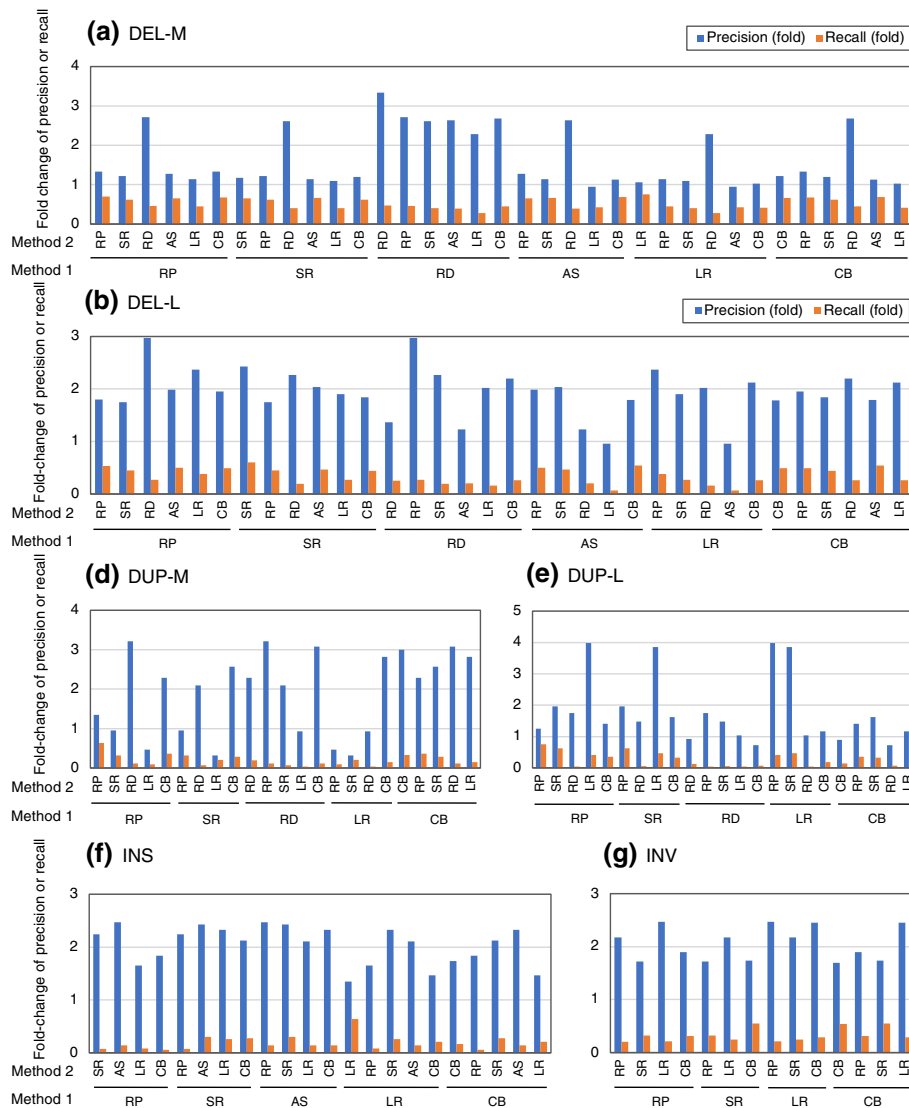 (a) DEL-M
Precision (fold) Recall (fold)
Fold change of precision or recall
4
3
2
1
0
Method 2 RP SR RD AS LR CB SR RP RD AS LR CB RD RP SR AS LR CB AS RP SR RD LR CB LR RP SR RD AS CB CB RP SR RD AS LR
Method 1 RP SR RD AS LR CB
(b) DEL-L
Precision (fold) Recall (fold)
Fold-change of precision or recall
3
2
1
0
Method 2 RP SR RD AS LR CB SR RP RD AS LR CB RD RP SR AS LR CB RP SR RD LR CB RP SR RD AS CB CB RP SR RD AS LR
Method 1 RP SR RD AS LR CB
(d) DUP-M
Fold-change of precision or recall
4
3
2
1
0
Method 2 RP SR RD LR CB RP RD LR CB RD RP SR LR CB RP SR RD CB CB RP SR RD LR
Method 1 RP SR RD LR CB
(e) DUP-L
5
4
3
2
1
0
RP SR RD LR CB RP RD LR CB RD RP SR LR CB RP SR RD CB CB RP SR RD LR
RP SR RD LR CB
(f) INS
Fold-change of precision or recall
3
2
1
0
Method 2 SR AS LR CB RP AS LR CB RP SR LR CB LR RP SR AS CB CB RP SR AS LR
Method 1 RP SR AS LR CB
(g) INV
3
2
1
0
RP SR LR CB RP LR CB RP SR CB CB RP SR LR
RP SR LR CB